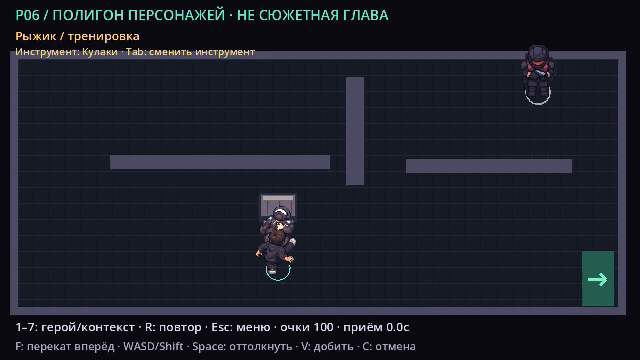 P06 / ПОЛИГОН ПЕРСОНАЖЕЙ · НЕ СЮЖЕТНАЯ ГЛАВА
Рыжик / тренировка
Инструмент: Кулаки · Tab: сменить инструмент
1–7: герой/контекст · R: повтор · Esc: меню · очки 100 · приём 0.0с
F: перекат вперёд · WASD/Shift · Space: оттолкнуть · V: добить · C: отмена